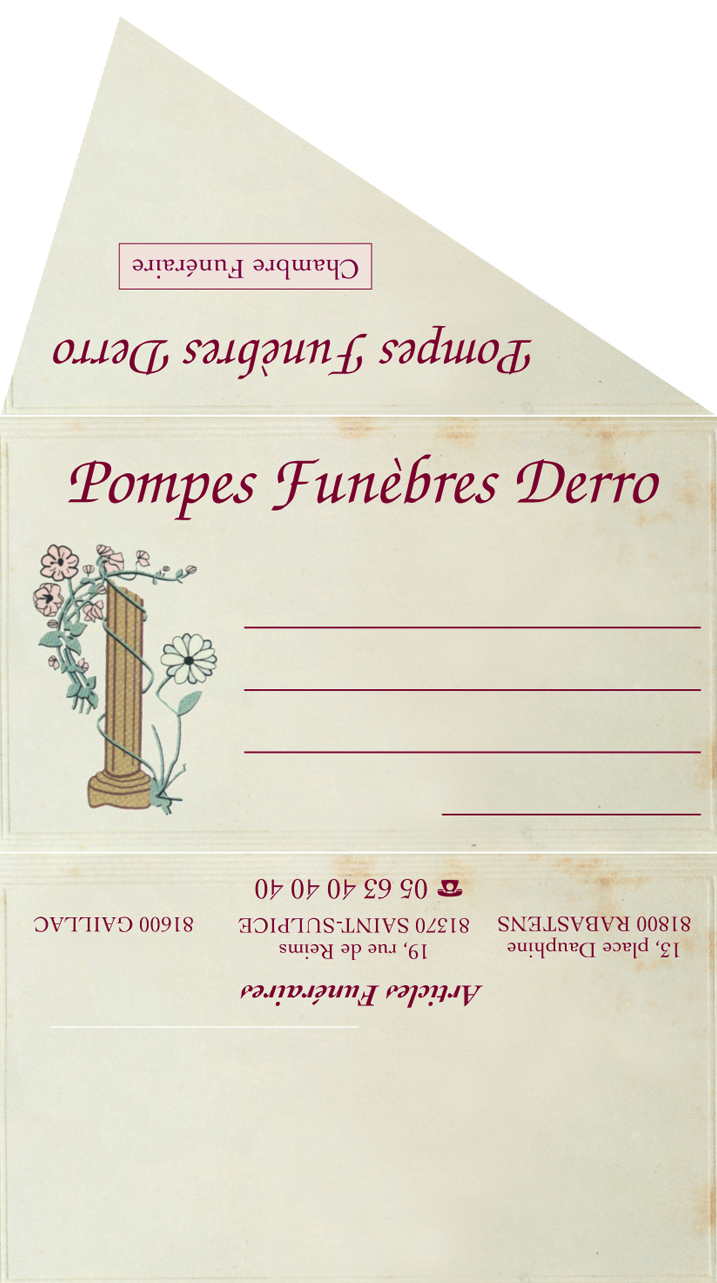 Chambre Funéraire
Pompes Funèbres Derro
Pompes Funèbres Derro
Articles Funéraires
13, place Dauphine
81800 RABASTENS
19, rue de Reims
81370 SAINT-SULPICE
81600 GAILLAC
☎ 05 63 40 40 40